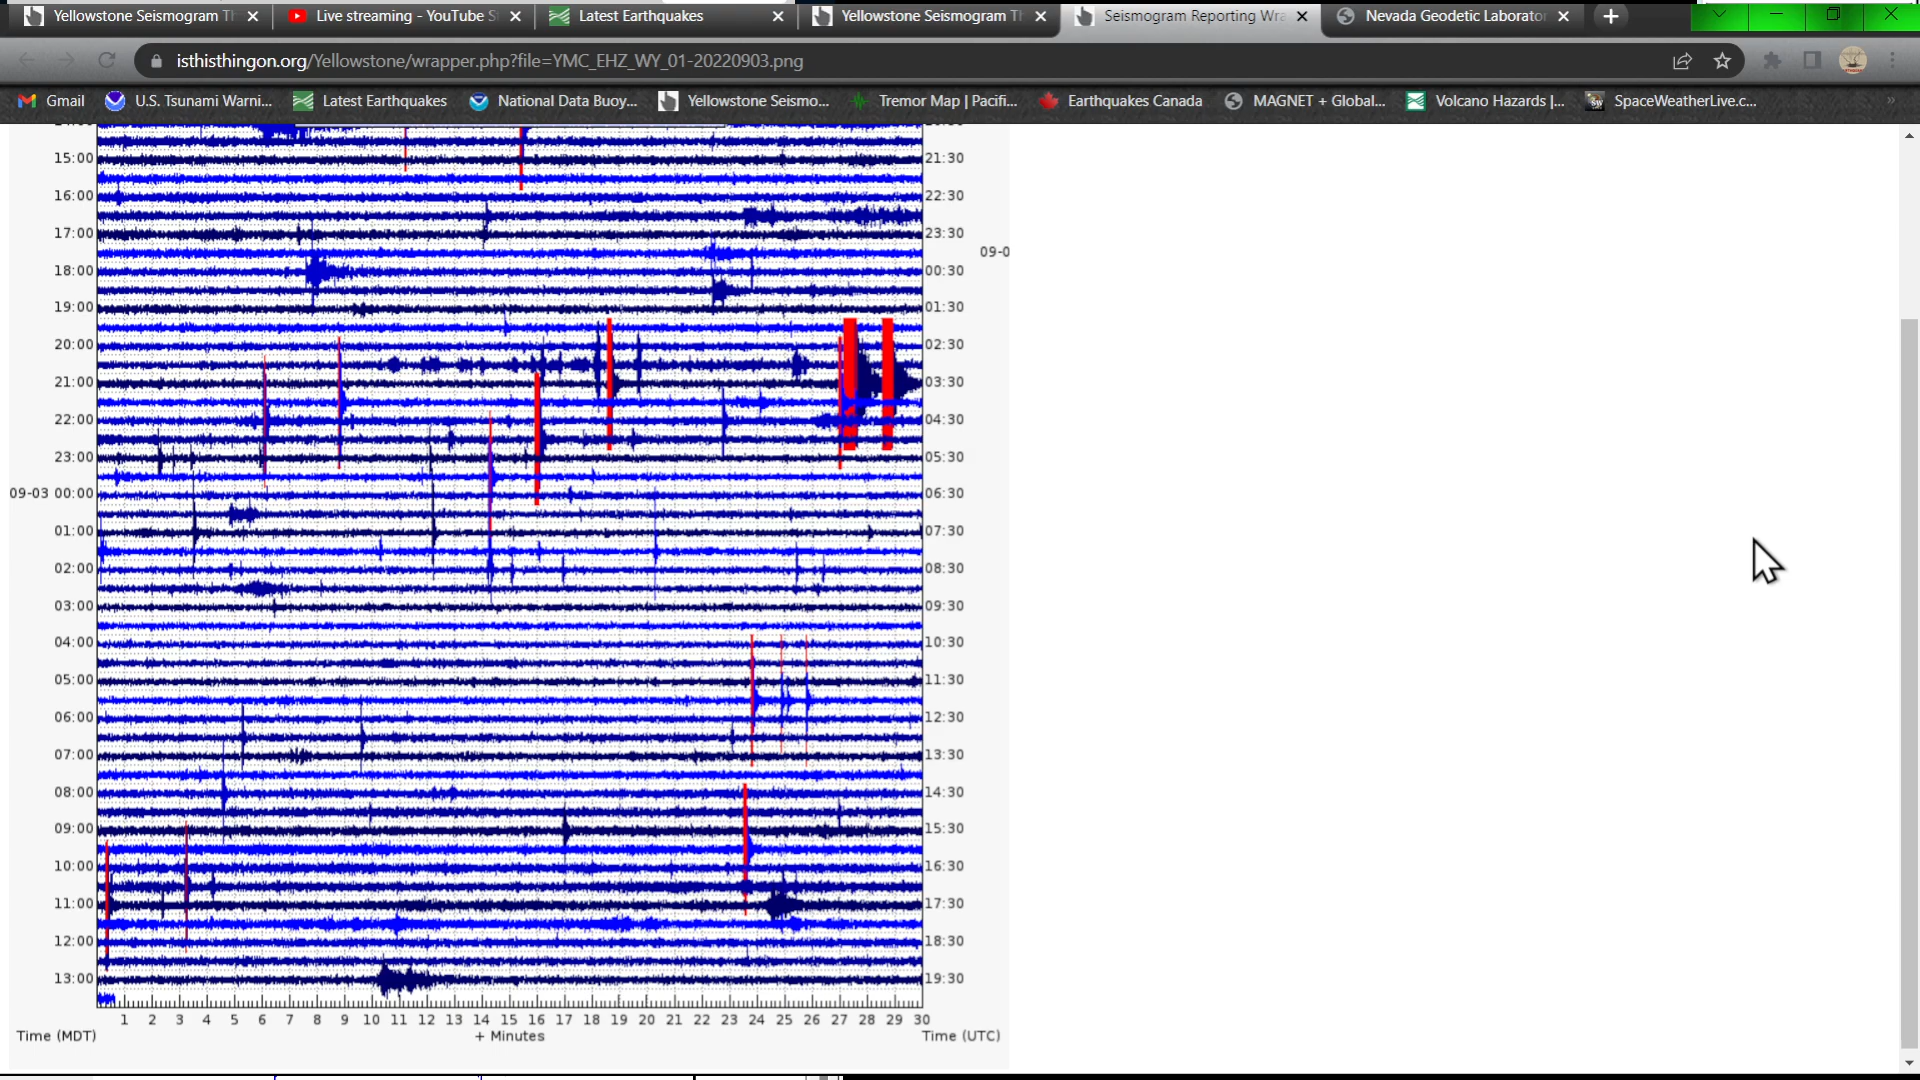 Yellowstone Seismogram T
Live streaming - YouTube S
Latest Earthquakes
Yellowstone Seismogram T
Seismogram Reporting Wra
Nevada Geodetic Laborator
isthisthingon.org/Yellowstone/wrapper.php?file=YMC_EHZ_WY_01-20220903.png
Gmail
U.S. Tsunami Warni...
Latest Earthquakes
National Data Buoy...
Yellowstone Seismo...
Tremor Map | Pacifi...
Earthquakes Canada
MAGNET + Global...
Volcano Hazards |...
SpaceWeatherLive.c...
15:00 21:30
16:00 22:30
17:00 23:30
09-0
18:00 00:30
19:00 01:30
20:00 02:30
21:00 03:30
22:00 04:30
23:00 05:30
09-03 00:00 06:30
01:00 07:30
02:00 08:30
03:00 09:30
04:00 10:30
05:00 11:30
06:00 12:30
07:00 13:30
08:00 14:30
09:00 15:30
10:00 16:30
11:00 17:30
12:00 18:30
13:00 19:30
1 2 3 4 5 6 7 8 9 10 11 12 13 14 15 16 17 18 19 20 21 22 23 24 25 26 27 28 29 30
Time (MDT) + Minutes Time (UTC)